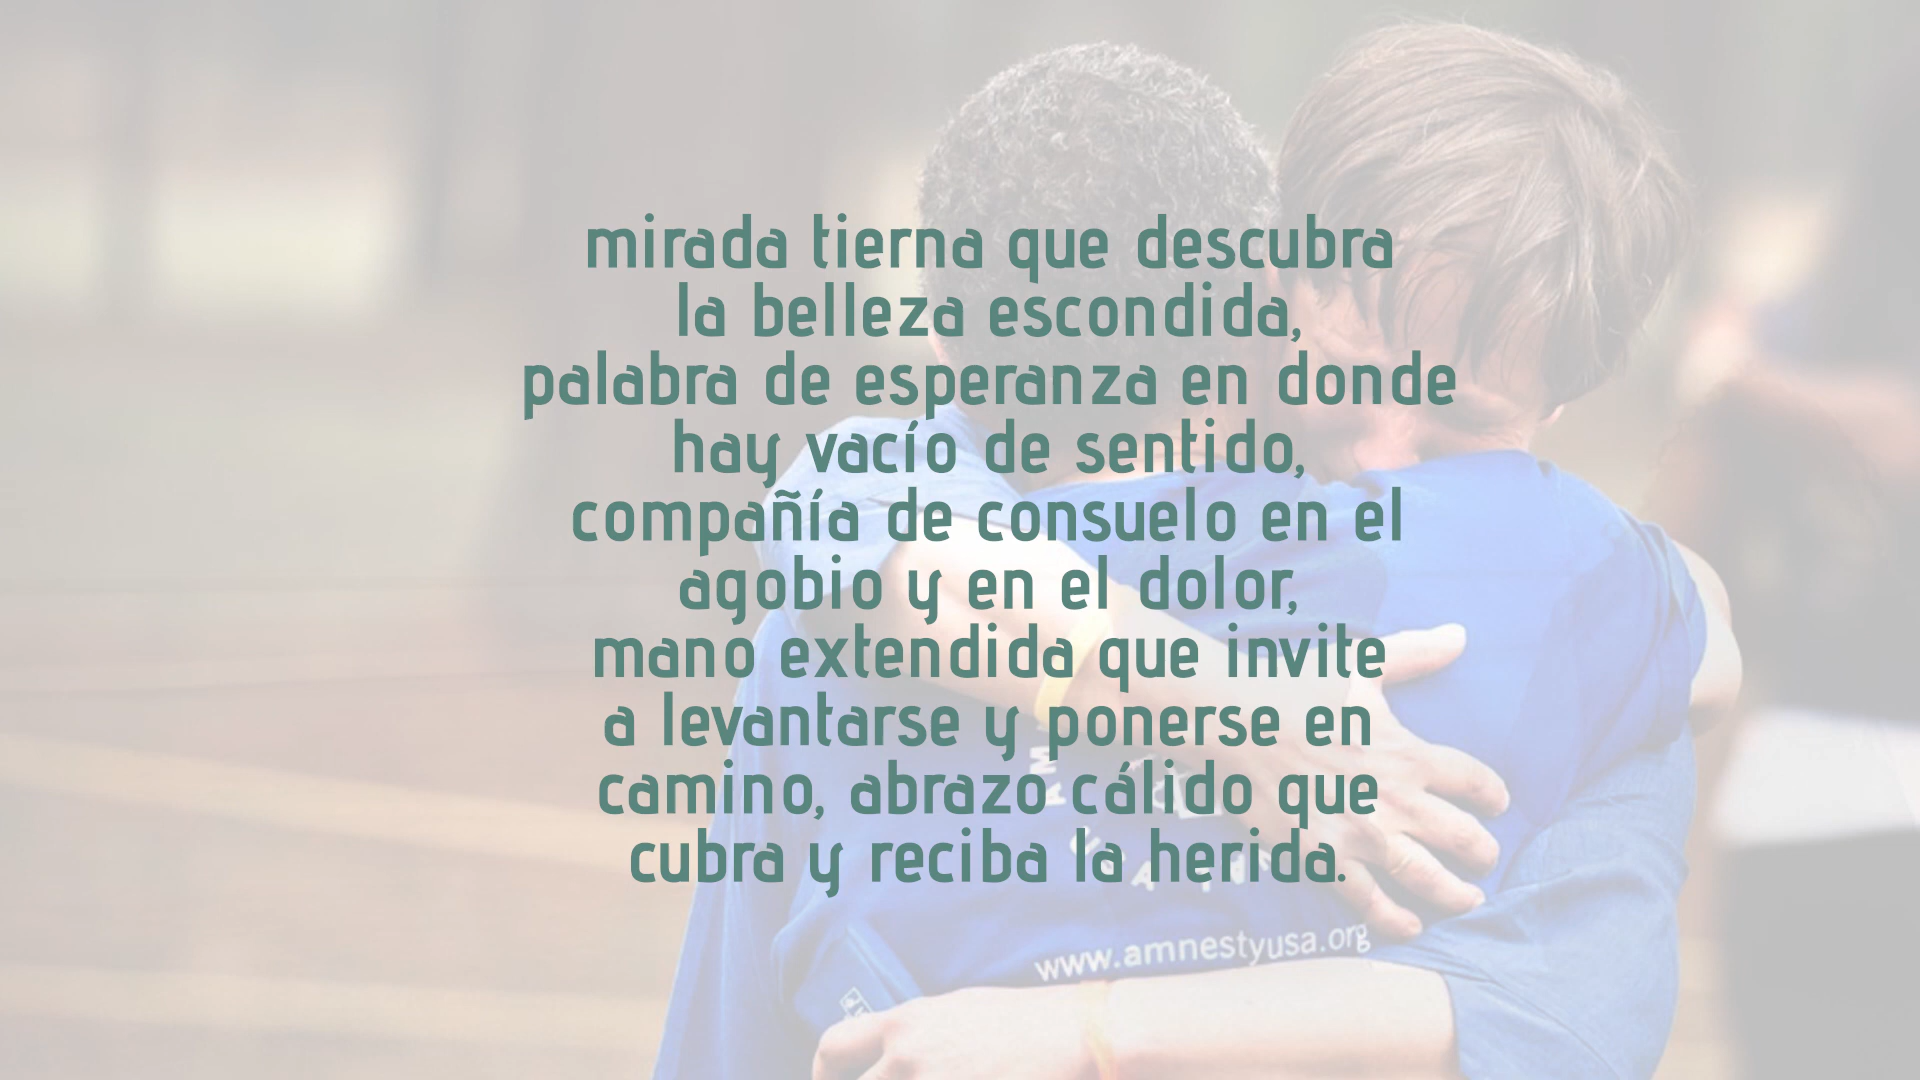 mirada tierna que descubra
la belleza escondida,
palabra de esperanza en donde
hay vacío de sentido,
compañía de consuelo en el
agobio y en el dolor,
mano extendida que invite
a levantarse y ponerse en
camino, abrazo cálido que
cubra y reciba la herida.
www.amnestyusa.org